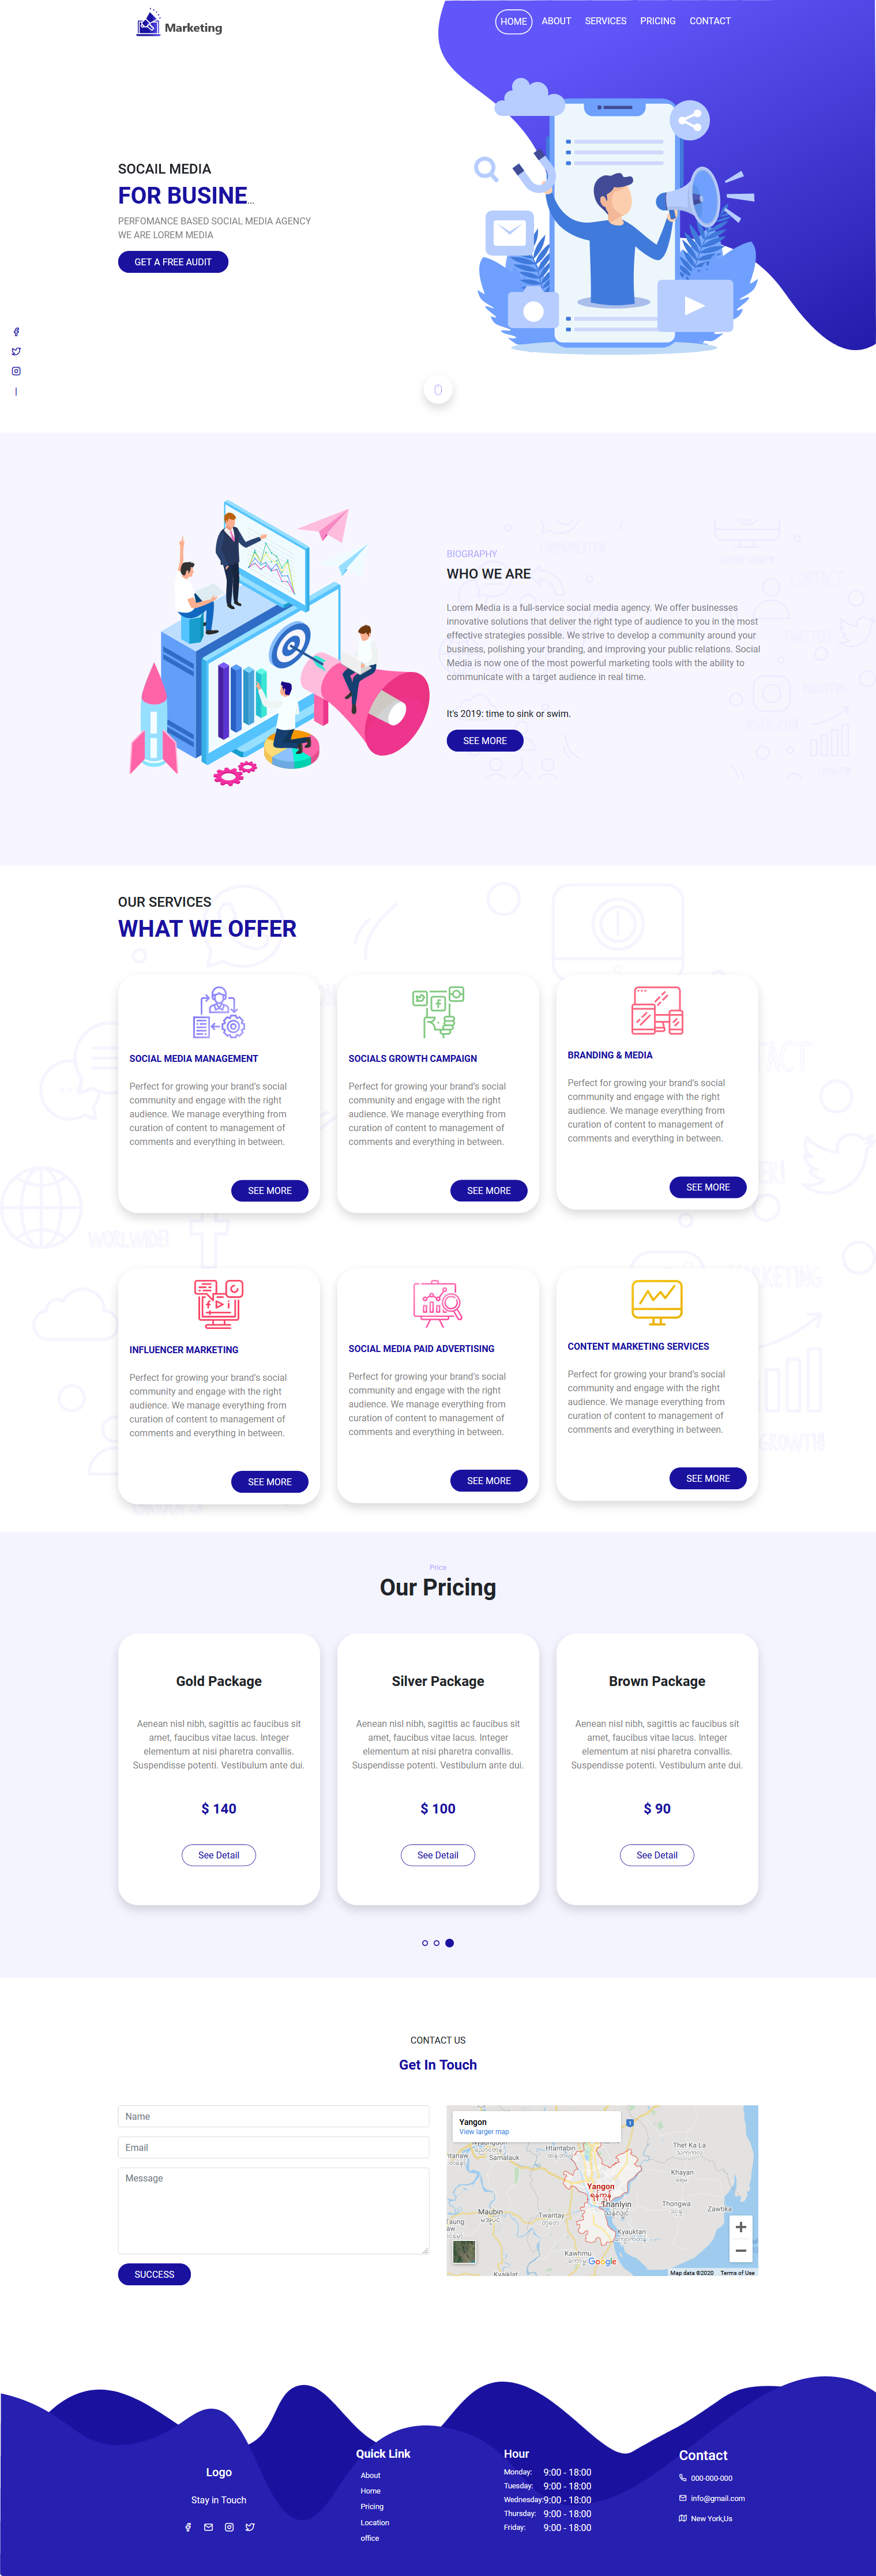 Marketing
HOME ABOUT SERVICES PRICING CONTACT
SOCAIL MEDIA
FOR BUSINE...
PERFOMANCE BASED SOCIAL MEDIA AGENCY
WE ARE LOREM MEDIA
GET A FREE AUDIT
BIOGRAPHY
WHO WE ARE
Lorem Media is a full-service social media agency. We offer businesses
innovative solutions that deliver the right type of audience to you in the most
effective strategies possible. We strive to develop a community around your
business, polishing your branding, and improving your public relations. Social
Media is now one of the most powerful marketing tools with the ability to
communicate with a target audience in real time.
It's 2019: time to sink or swim.
SEE MORE
OUR SERVICES
WHAT WE OFFER
SOCIAL MEDIA MANAGEMENT
Perfect for growing your brand's social
community and engage with the right
audience. We manage everything from
curation of content to management of
comments and everything in between.
SEE MORE
SOCIALS GROWTH CAMPAIGN
Perfect for growing your brand's social
community and engage with the right
audience. We manage everything from
curation of content to management of
comments and everything in between.
SEE MORE
BRANDING & MEDIA
Perfect for growing your brand's social
community and engage with the right
audience. We manage everything from
curation of content to management of
comments and everything in between.
SEE MORE
WORLWIDE!
INFLUENCER MARKETING
Perfect for growing your brand's social
community and engage with the right
audience. We manage everything from
curation of content to management of
comments and everything in between.
SEE MORE
SOCIAL MEDIA PAID ADVERTISING
Perfect for growing your brand's social
community and engage with the right
audience. We manage everything from
curation of content to management of
comments and everything in between.
SEE MORE
CONTENT MARKETING SERVICES
Perfect for growing your brand's social
community and engage with the right
audience. We manage everything from
curation of content to management of
comments and everything in between.
SEE MORE
GROWTH!
Price
Our Pricing
Gold Package
Aenean nisl nibh, sagittis ac faucibus sit
amet, faucibus vitae lacus. Integer
elementum at nisi pharetra convallis.
Suspendisse potenti. Vestibulum ante dui.
$ 140
See Detail
Silver Package
Aenean nisl nibh, sagittis ac faucibus sit
amet, faucibus vitae lacus. Integer
elementum at nisi pharetra convallis.
Suspendisse potenti. Vestibulum ante dui.
$ 100
See Detail
Brown Package
Aenean nisl nibh, sagittis ac faucibus sit
amet, faucibus vitae lacus. Integer
elementum at nisi pharetra convallis.
Suspendisse potenti. Vestibulum ante dui.
$ 90
See Detail
CONTACT US
Get In Touch
Name
Email
Message
SUCCESS
Yangon
View larger map
Htantabin
Samalauk
Thet Ka La
Khayan
Yangon
ရန်ကုန်
Thanlyin
Thongwa
Zawtika
Maubin
Twantay
Kyauktan
Kawhmu
Google
Map data ©2020 Terms of Use
Logo
Stay in Touch
Quick Link
About
Home
Pricing
Location
office
Hour
Monday: 9:00 - 18:00
Tuesday: 9:00 - 18:00
Wednesday: 9:00 - 18:00
Thursday: 9:00 - 18:00
Friday: 9:00 - 18:00
Contact
000-000-000
info@gmail.com
New York,Us